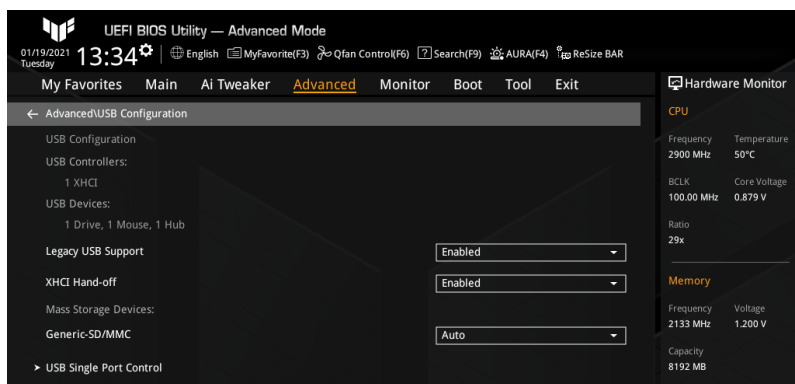 UEFI BIOS Utility — Advanced Mode
01/19/2021 Tuesday 13:34 English MyFavorite(F3) Qfan Control(F6) ? Search(F9) AURA(F4) ReSize BAR
My Favorites Main Ai Tweaker Advanced Monitor Boot Tool Exit
← Advanced\USB Configuration
USB Configuration
USB Controllers:
1 XHCI
USB Devices:
1 Drive, 1 Mouse, 1 Hub
Legacy USB Support Enabled
XHCI Hand-off Enabled
Mass Storage Devices:
Generic-SD/MMC Auto
> USB Single Port Control
Hardware Monitor
CPU
Frequency Temperature
2900 MHz 50°C
BCLK Core Voltage
100.00 MHz 0.879 V
Ratio
29x
Memory
Frequency Voltage
2133 MHz 1.200 V
Capacity
8192 MB